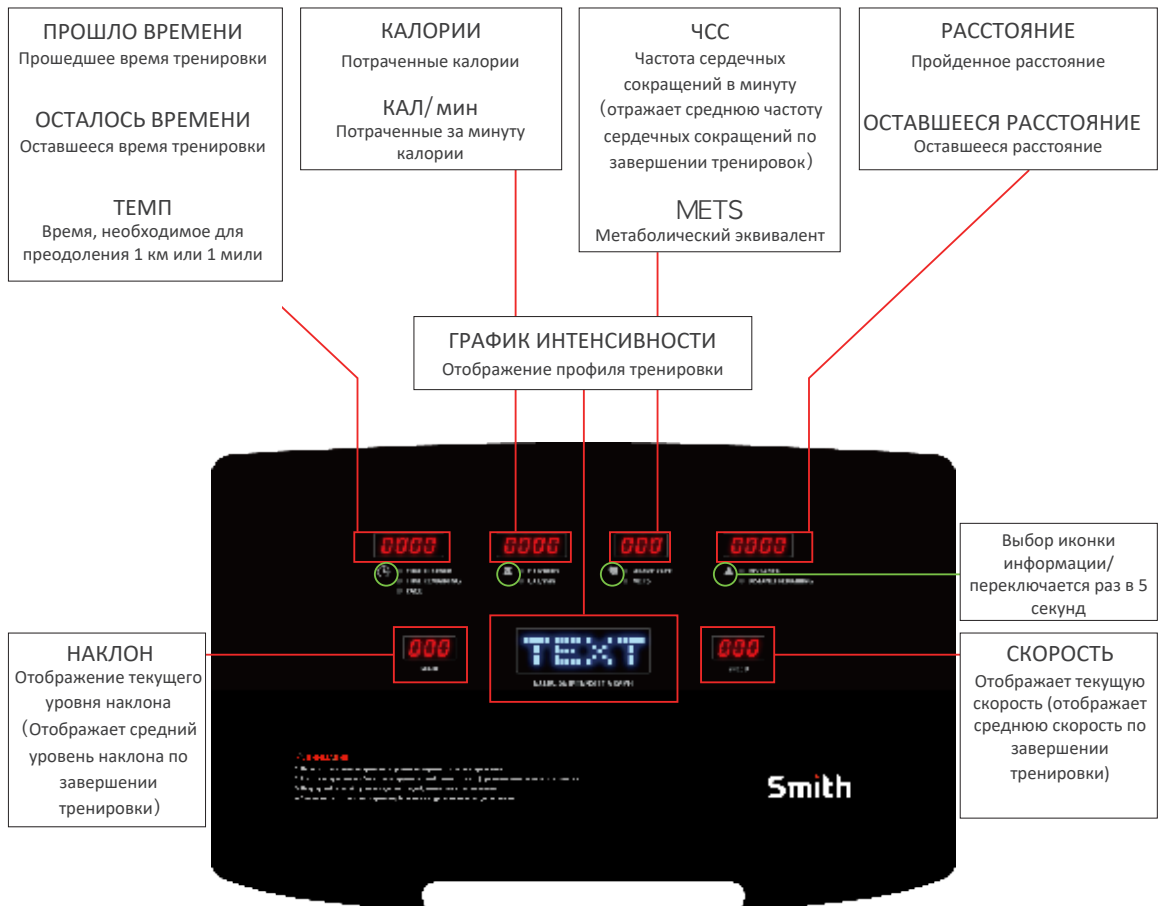 ПРОШЛО ВРЕМЕНИ
Прошедшее время тренировки
ОСТАЛОСЬ ВРЕМЕНИ
Оставшееся время тренировки
ТЕМП
Время, необходимое для
преодоления 1 км или 1 мили
КАЛОРИИ
Потраченные калории
КАЛ/мин
Потраченные за минуту
калории
ЧСС
Частота сердечных
сокращений в минуту
(отражает среднюю частоту
сердечных сокращений по
завершении тренировок)
METS
Метаболический эквивалент
РАССТОЯНИЕ
Пройденное расстояние
ОСТАВШЕЕСЯ РАССТОЯНИЕ
Оставшееся расстояние
ГРАФИК ИНТЕНСИВНОСТИ
Отображение профиля тренировки
0000
0000
000
0000
Выбор иконки
информации/
переключается раз в 5
секунд
НАКЛОН
Отображение текущего
уровня наклона
(Отображает средний
уровень наклона по
завершении
тренировки)
000
TEXT
000
СКОРОСТЬ
Отображает текущую
скорость (отображает
среднюю скорость по
завершении
тренировки)
Smith